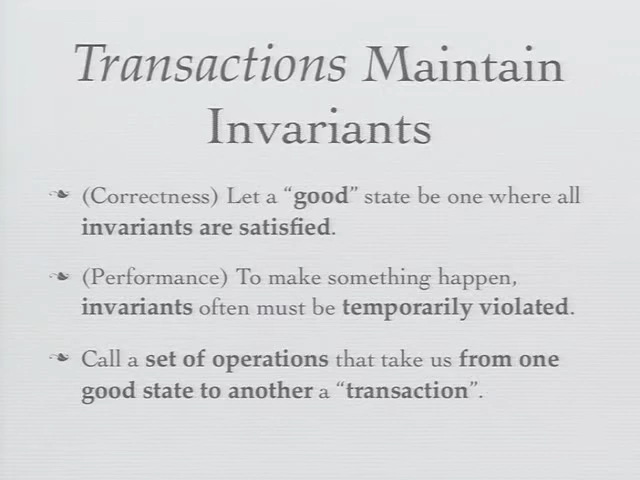 Transactions Maintain
Invariants
(Correctness) Let a “good” state be one where all
invariants are satisfied.
(Performance) To make something happen,
invariants often must be temporarily violated.
Call a set of operations that take us from one
good state to another a “transaction”.